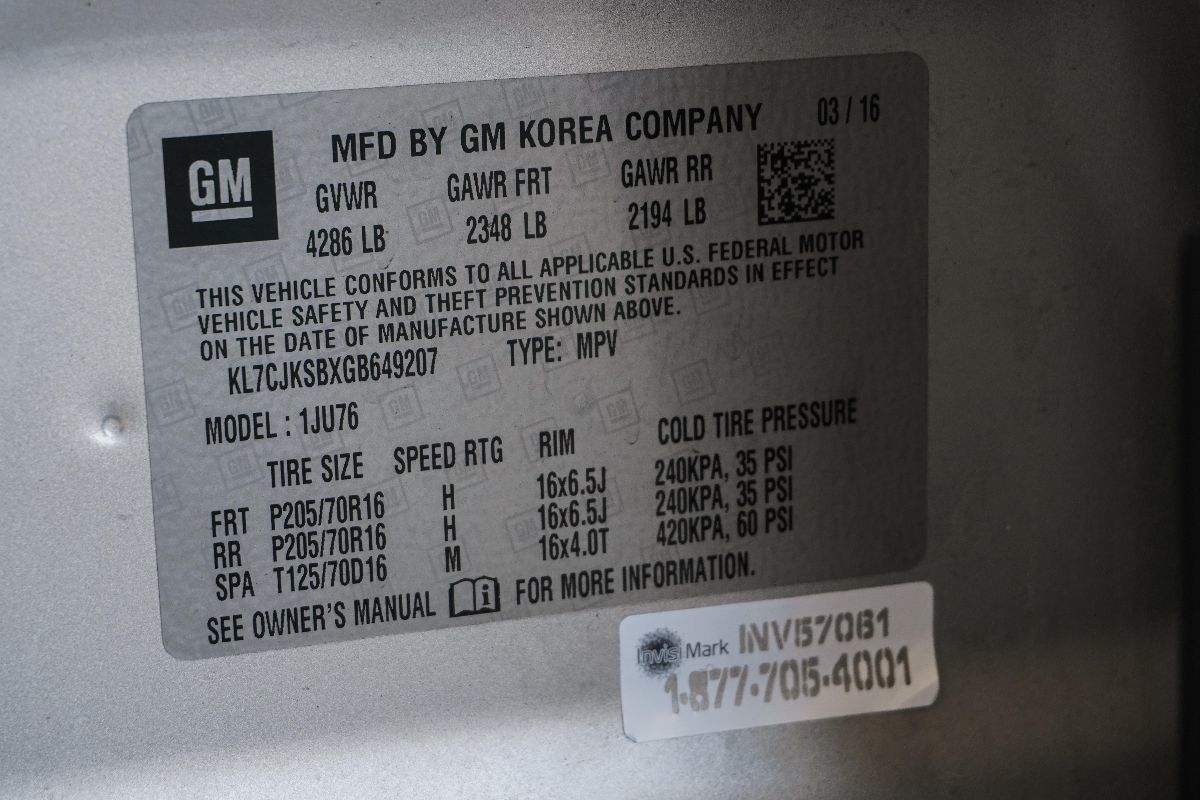 GM
MFD BY GM KOREA COMPANY 03 / 16
GVWR GAWR FRT GAWR RR
4286 LB 2348 LB 2194 LB
THIS VEHICLE CONFORMS TO ALL APPLICABLE U.S. FEDERAL MOTOR
VEHICLE SAFETY AND THEFT PREVENTION STANDARDS IN EFFECT
ON THE DATE OF MANUFACTURE SHOWN ABOVE.
KL7CJKSBXGB649207 TYPE: MPV
MODEL : 1JU76
TIRE SIZE SPEED RTG RIM COLD TIRE PRESSURE
FRT P205/70R16 H 16x6.5J 240KPA, 35 PSI
RR P205/70R16 H 16x6.5J 240KPA, 35 PSI
SPA T125/70D16 M 16x4.0T 420KPA, 60 PSI
SEE OWNER'S MANUAL i FOR MORE INFORMATION.
Invis Mark INV57061
1-877-705-4001